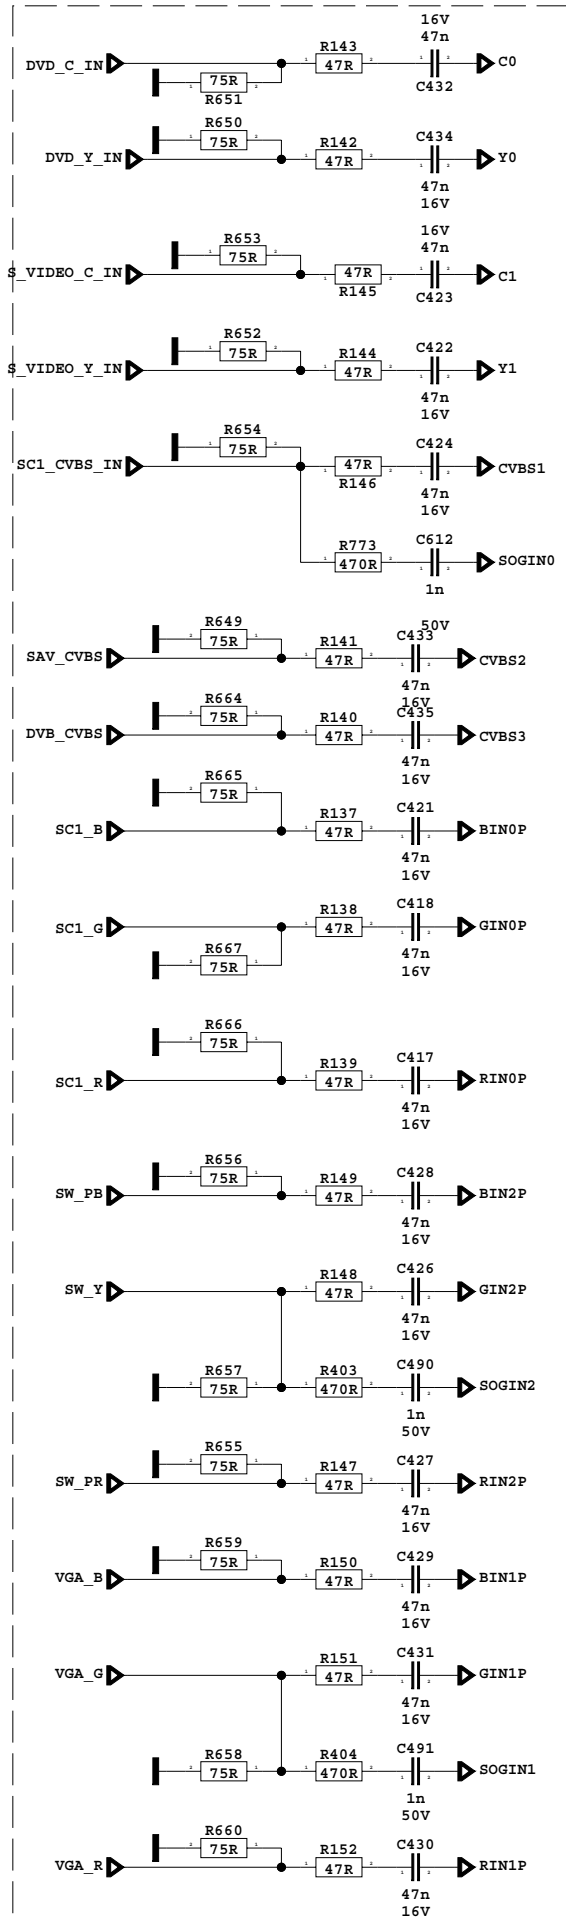 16V
R143 47n
DVD_C_IN 75R 47R C0
R651 C432
R650 C434
75R R142
DVD_Y_IN 47R Y0
47n
16V
16V
R653 47n
75R
S_VIDEO_C_IN 47R C1
R145 C423
R652 C422
75R R144
S_VIDEO_Y_IN 47R Y1
47n
16V
R654 C424
75R
SC1_CVBS_IN 47R CVBS1
R146 47n
16V
R773 C612
470R SOGIN0
1n
50V
R649 C433
75R R141
SAV_CVBS 47R CVBS2
47n
16V
R664 C435
75R R140
DVB_CVBS 47R CVBS3
47n
16V
R665
75R
R137 C421
SC1_B 47R BIN0P
47n
16V
R138 C418
SC1_G 47R GIN0P
R667 47n
75R 16V
R666
75R
R139 C417
SC1_R 47R RIN0P
47n
16V
R656 C428
75R R149
SW_PB 47R BIN2P
47n
16V
R148 C426
SW_Y 47R GIN2P
47n
16V
R657 R403 C490
75R 470R SOGIN2
1n
50V
R655 C427
75R R147
SW_PR 47R RIN2P
47n
16V
R659 C429
75R R150
VGA_B 47R BIN1P
47n
16V
R151 C431
VGA_G 47R GIN1P
47n
16V
R658 R404 C491
75R 470R SOGIN1
1n
50V
R660 C430
75R R152
VGA_R 47R RIN1P
47n
16V